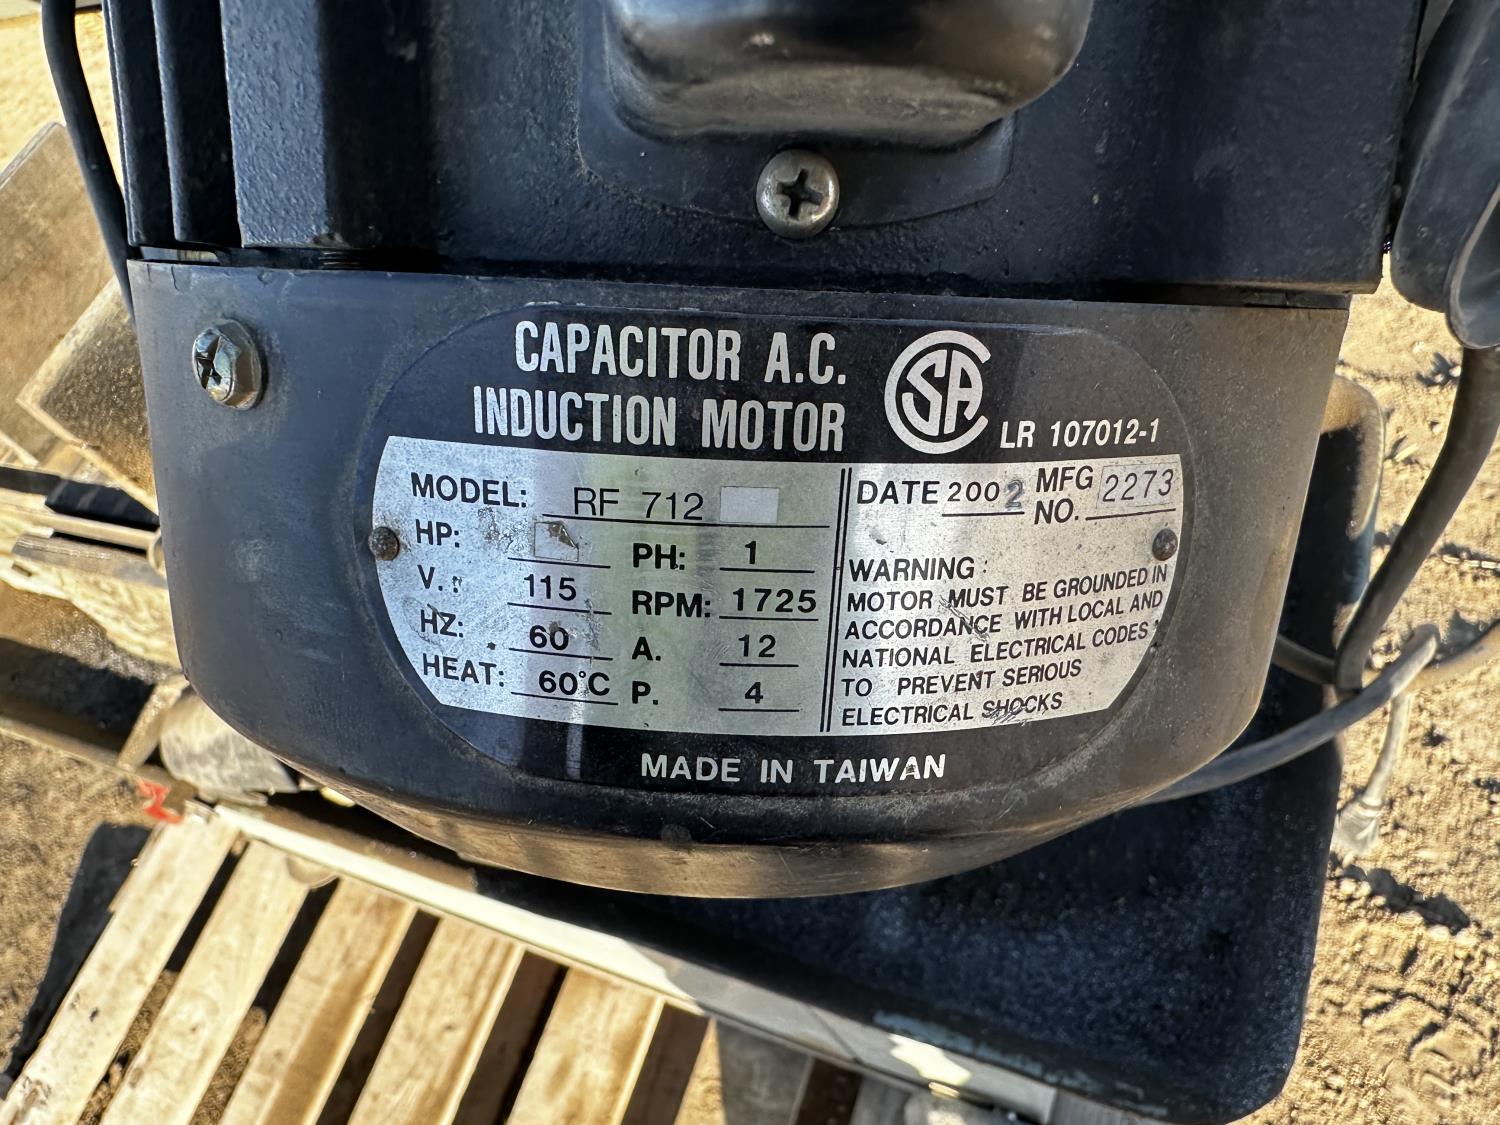 CAPACITOR A.C.
INDUCTION MOTOR
CSA
LR 107012-1
MODEL: RF 712
HP:
PH: 1
V.: 115
RPM: 1725
HZ: 60
A. 12
HEAT: 60°C
P. 4
DATE 2002
MFG NO. 2273
WARNING:
MOTOR MUST BE GROUNDED IN
ACCORDANCE WITH LOCAL AND
NATIONAL ELECTRICAL CODES
TO PREVENT SERIOUS
ELECTRICAL SHOCKS
MADE IN TAIWAN